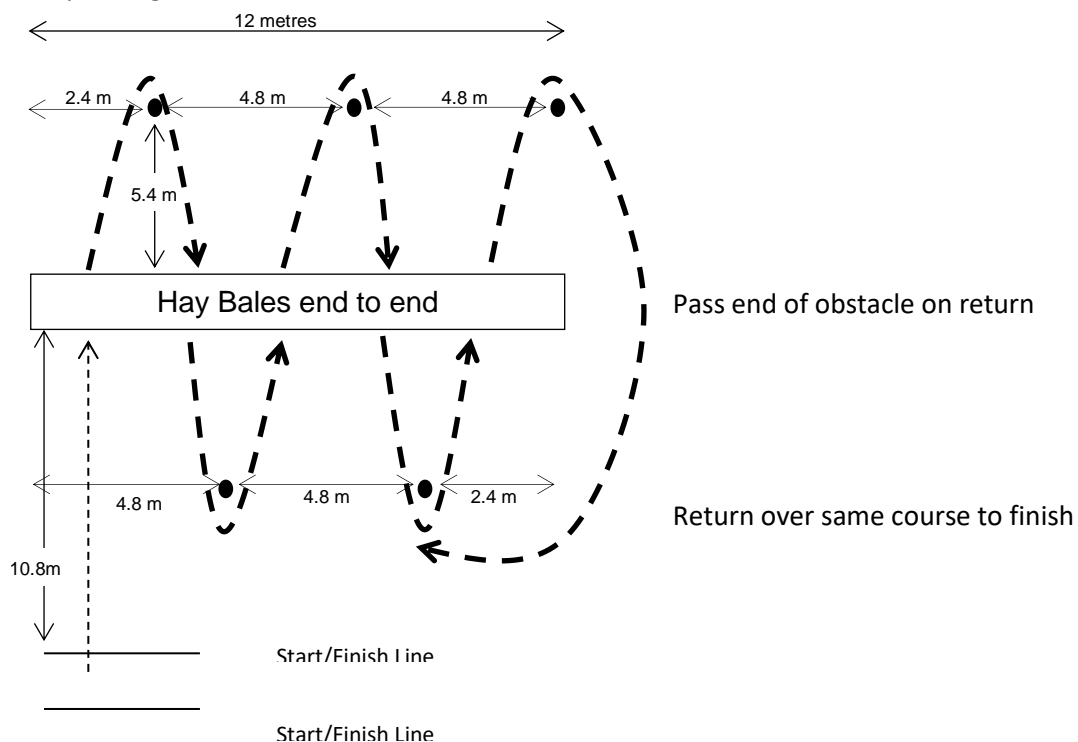 12 metres
2.4 m 4.8 m 4.8 m
5.4 m
Hay Bales end to end
Pass end of obstacle on return
4.8 m 4.8 m 2.4 m
Return over same course to finish
10.8m
Start/Finish Line
Start/Finish Line